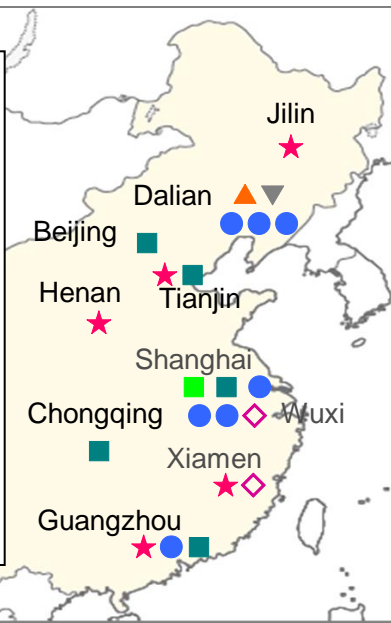 Jilin
Dalian
Beijing
Tianjin
Henan
Shanghai
Chongqing
Wuxi
Xiamen
Guangzhou